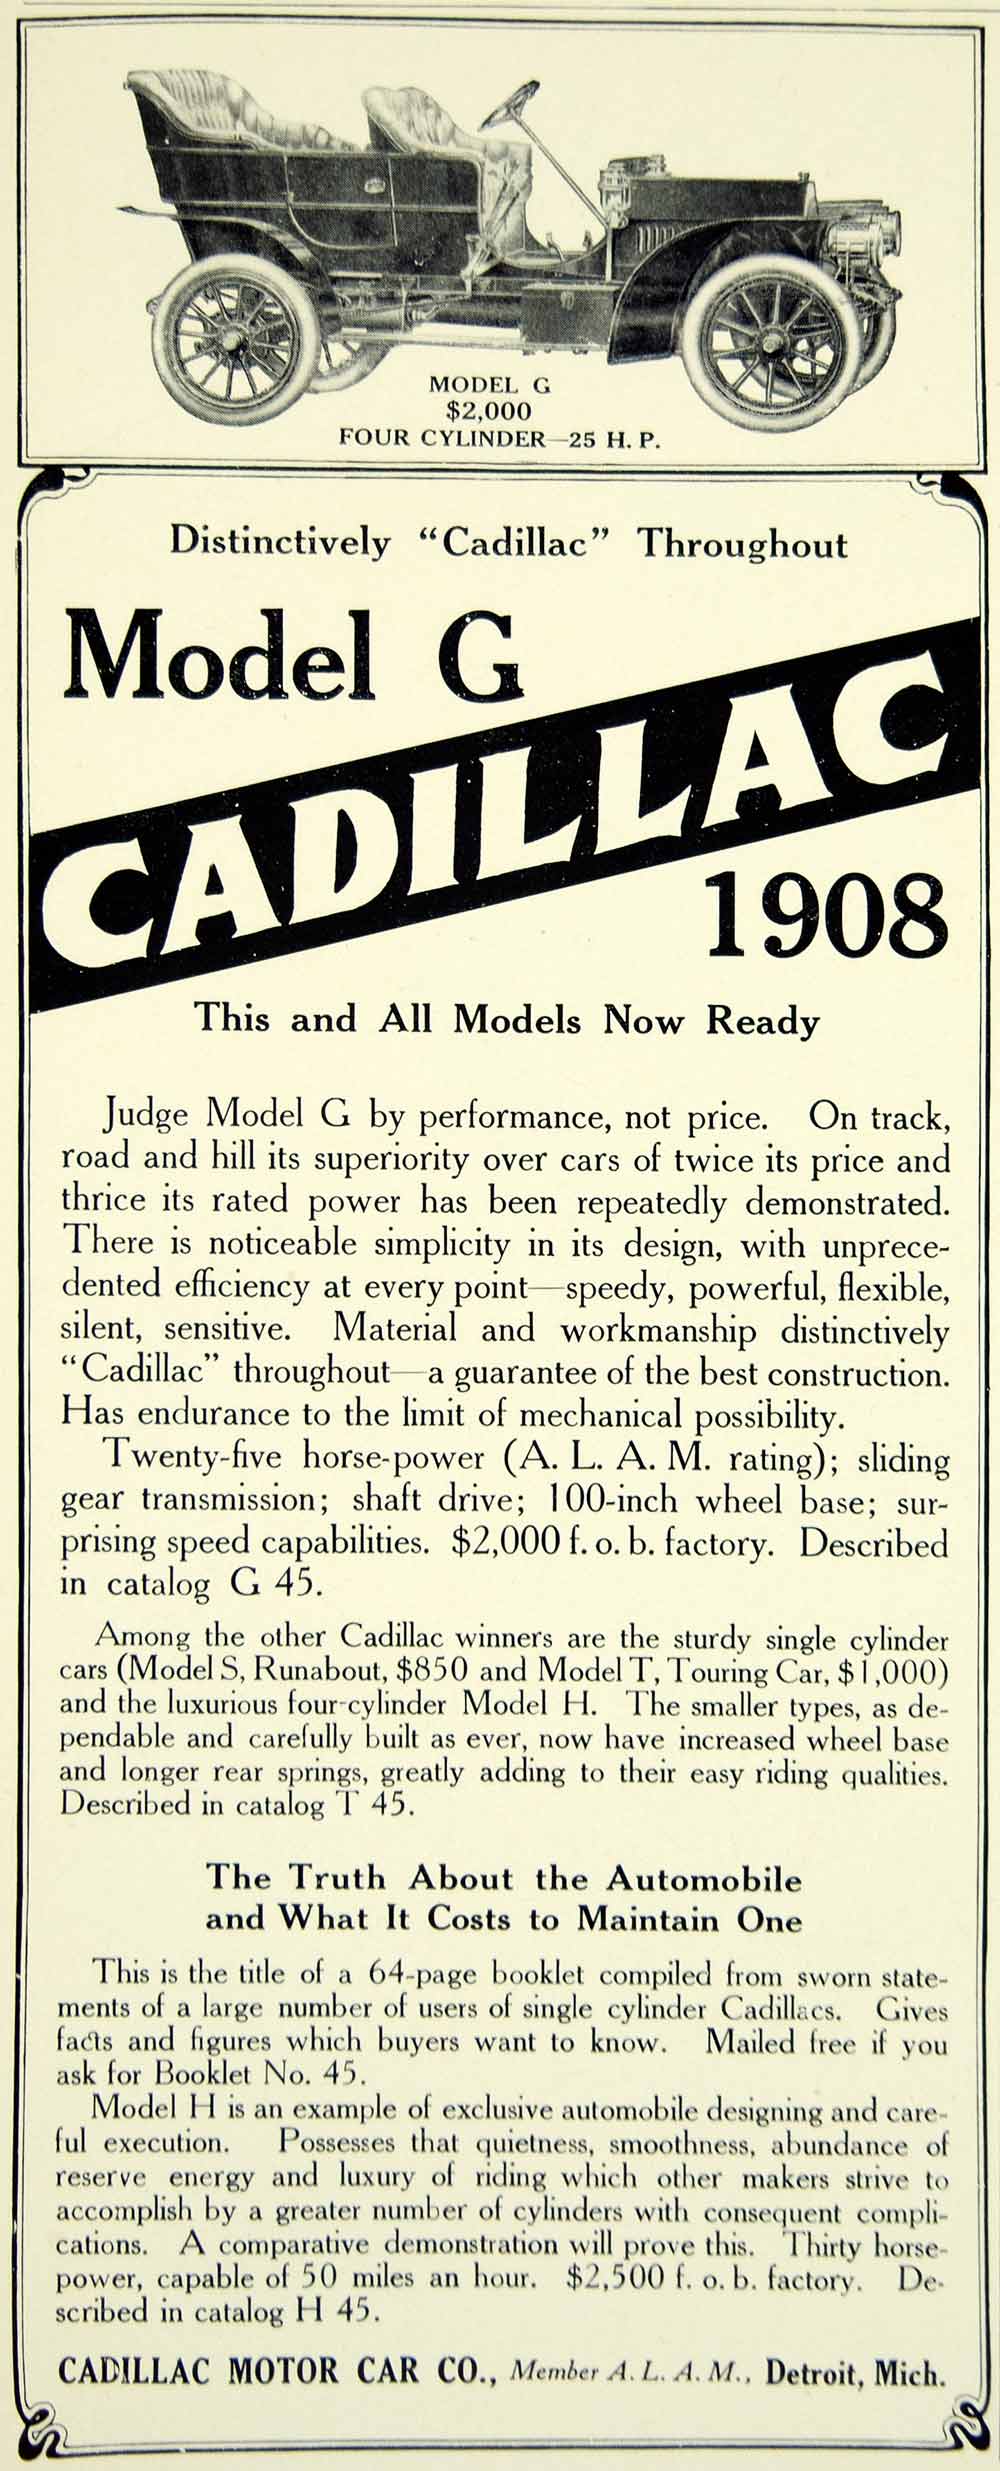 MODEL G
$2,000
FOUR CYLINDER—25 H. P.
Distinctively "Cadillac" Throughout
Model G
CADILLAC
1908
This and All Models Now Ready
Judge Model G by performance, not price. On track,
road and hill its superiority over cars of twice its price and
thrice its rated power has been repeatedly demonstrated.
There is noticeable simplicity in its design, with unprece-
dented efficiency at every point—speedy, powerful, flexible,
silent, sensitive. Material and workmanship distinctively
"Cadillac" throughout—a guarantee of the best construction.
Has endurance to the limit of mechanical possibility.
Twenty-five horse-power (A. L. A. M. rating); sliding
gear transmission; shaft drive; 100-inch wheel base; sur-
prising speed capabilities. $2,000 f. o. b. factory. Described
in catalog G 45.
Among the other Cadillac winners are the sturdy single cylinder
cars (Model S, Runabout, $850 and Model T, Touring Car, $1,000)
and the luxurious four-cylinder Model H. The smaller types, as de-
pendable and carefully built as ever, now have increased wheel base
and longer rear springs, greatly adding to their easy riding qualities.
Described in catalog T 45.
The Truth About the Automobile
and What It Costs to Maintain One
This is the title of a 64-page booklet compiled from sworn state-
ments of a large number of users of single cylinder Cadillacs. Gives
facts and figures which buyers want to know. Mailed free if you
ask for Booklet No. 45.
Model H is an example of exclusive automobile designing and care-
ful execution. Possesses that quietness, smoothness, abundance of
reserve energy and luxury of riding which other makers strive to
accomplish by a greater number of cylinders with consequent compli-
cations. A comparative demonstration will prove this. Thirty horse-
power, capable of 50 miles an hour. $2,500 f. o. b. factory. De-
scribed in catalog H 45.
CADILLAC MOTOR CAR CO., Member A. L. A. M., Detroit, Mich.